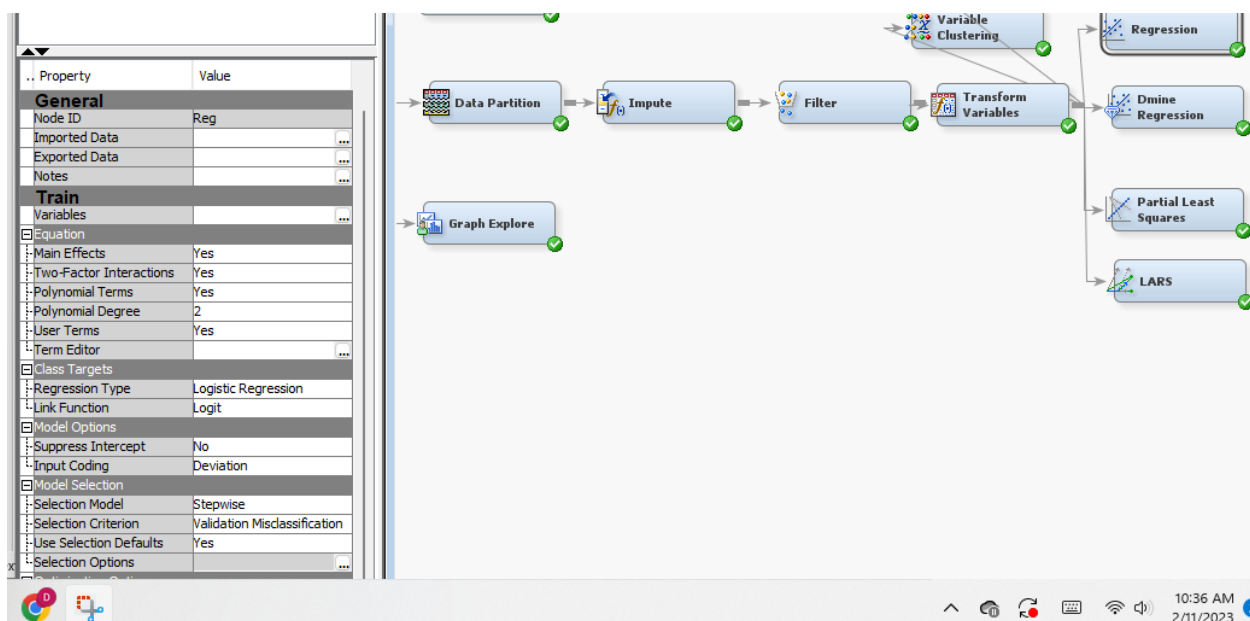 .. Property Value
General
Node ID Reg
Imported Data ...
Exported Data ...
Notes ...
Train
Variables ...
Equation
Main Effects Yes
Two-Factor Interactions Yes
Polynomial Terms Yes
Polynomial Degree 2
User Terms Yes
Term Editor ...
Class Targets
Regression Type Logistic Regression
Link Function Logit
Model Options
Suppress Intercept No
Input Coding Deviation
Model Selection
Selection Model Stepwise
Selection Criterion Validation Misclassification
Use Selection Defaults Yes
Selection Options ...
Variable
Clustering
Regression
Data Partition
Impute
Filter
Transform
Variables
Dmine
Regression
Graph Explore
Partial Least
Squares
LARS
D
10:36 AM
2/11/2023